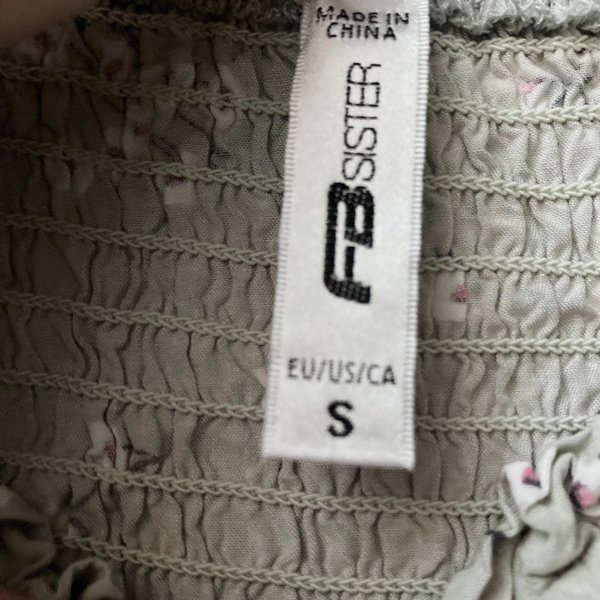 MADE IN
CHINA
FB SISTER
EU/US/CA
S